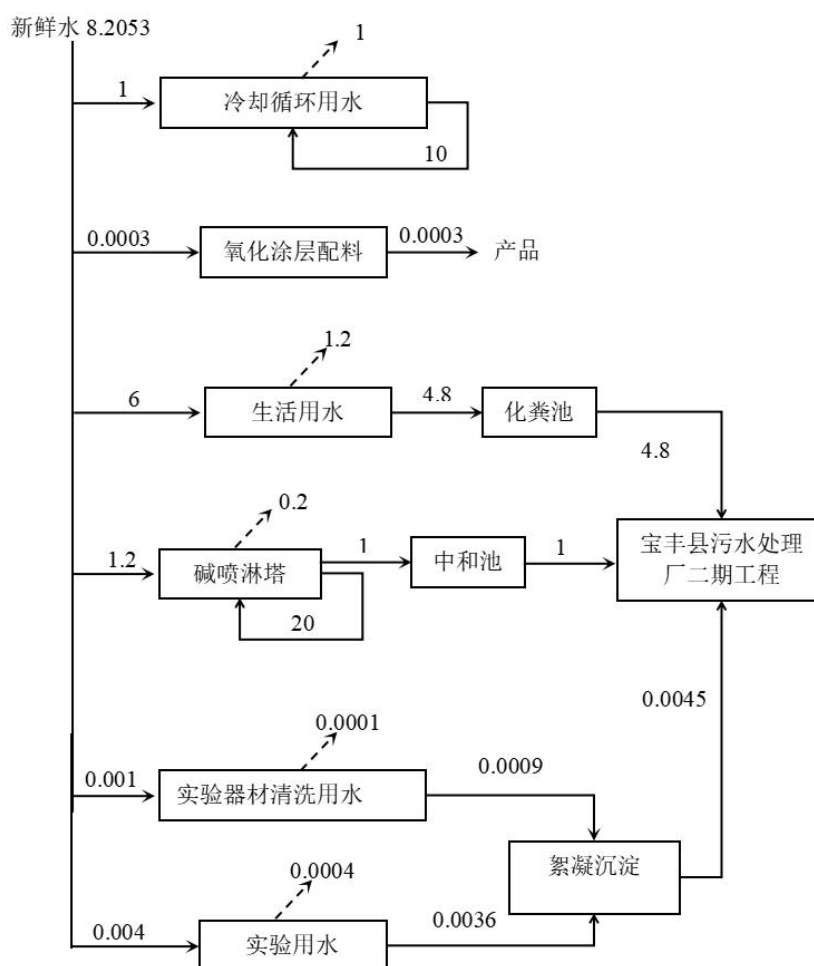 新鲜水 8.2053
1
1
冷却循环用水
10
0.0003
氧化涂层配料
0.0003
产品
1.2
6
生活用水
4.8
化粪池
4.8
0.2
1.2
碱喷淋塔
1
中和池
1
宝丰县污水处理
厂二期工程
20
0.0045
0.0001
0.001
实验器材清洗用水
0.0009
絮凝沉淀
0.0004
0.004
实验用水
0.0036